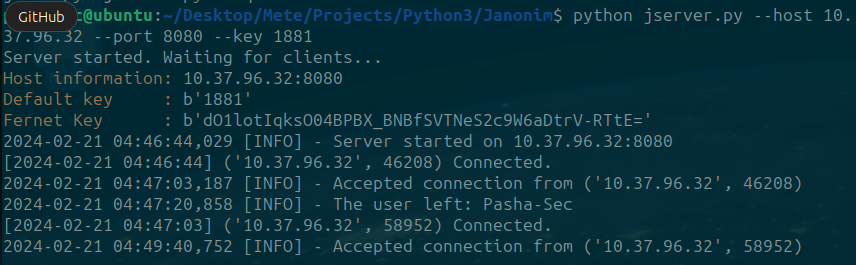 GitHub
c@ubuntu:~/Desktop/Mete/Projects/Python3/Janonim$ python jserver.py --host 10.
37.96.32 --port 8080 --key 1881
Server started. Waiting for clients...
Host information: 10.37.96.32:8080
Default key     : b'1881'
Fernet Key      : b'dO1lotIqksO04BPBX_BNBfSVTNeS2c9W6aDtrV-RTtE='
2024-02-21 04:46:44,029 [INFO] - Server started on 10.37.96.32:8080
[2024-02-21 04:46:44] ('10.37.96.32', 46208) Connected.
2024-02-21 04:47:03,187 [INFO] - Accepted connection from ('10.37.96.32', 46208)
2024-02-21 04:47:20,858 [INFO] - The user left: Pasha-Sec
[2024-02-21 04:47:03] ('10.37.96.32', 58952) Connected.
2024-02-21 04:49:40,752 [INFO] - Accepted connection from ('10.37.96.32', 58952)